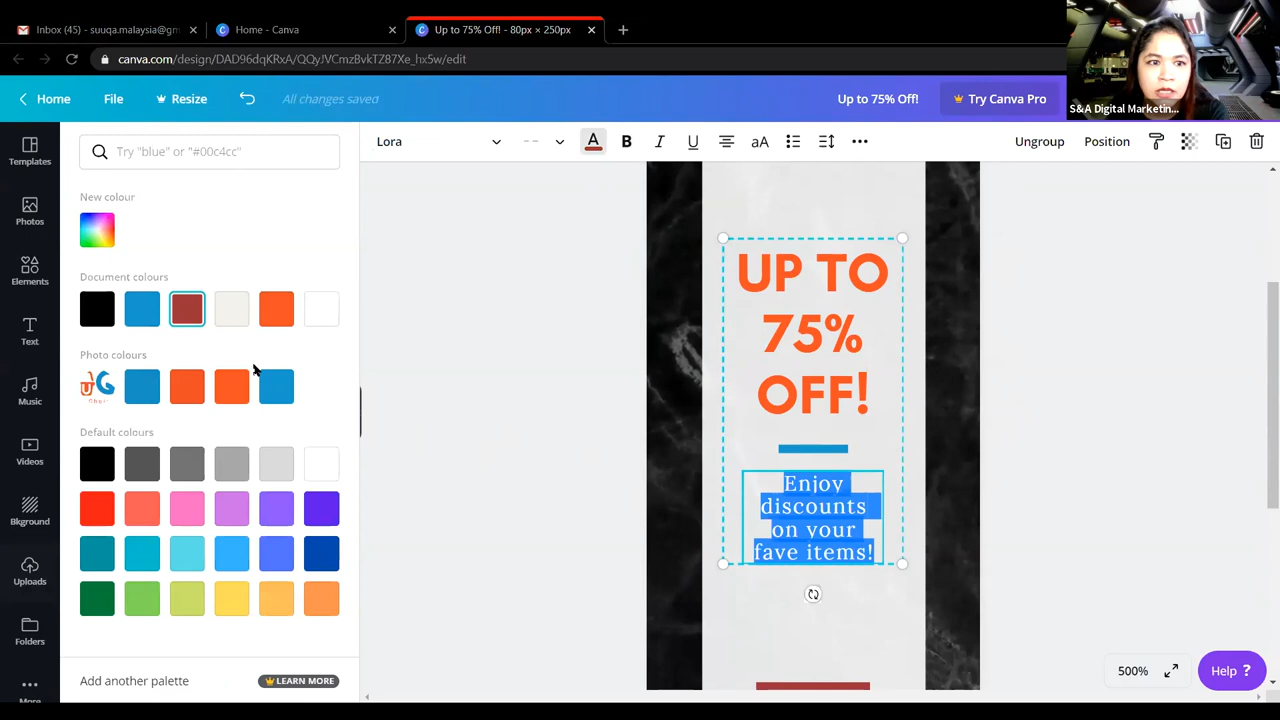 Inbox (45) - suuqa.malaysia@gm
Home - Canva
Up to 75% Off! - 80px × 250px
canva.com/design/DAD96dqKRxA/QQyJVCmzBvkTZ87Xe_hx5w/edit
S&A Digital Marketin...
Home
File
Resize
All changes saved
Up to 75% Off!
Try Canva Pro
Templates
Photos
Elements
Text
Music
Videos
Bkground
Uploads
Folders
More
Try "blue" or "#00c4cc"
New colour
Document colours
Photo colours
Default colours
Add another palette
LEARN MORE
Lora
A
B
I
U
aA
Ungroup
Position
UP TO
75%
OFF!
Enjoy
discounts
on your
fave items!
500%
Help ?